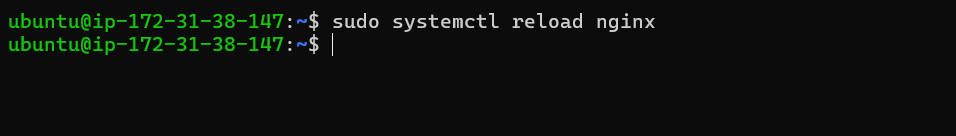 ubuntu@ip-172-31-38-147:~$ sudo systemctl reload nginx
ubuntu@ip-172-31-38-147:~$